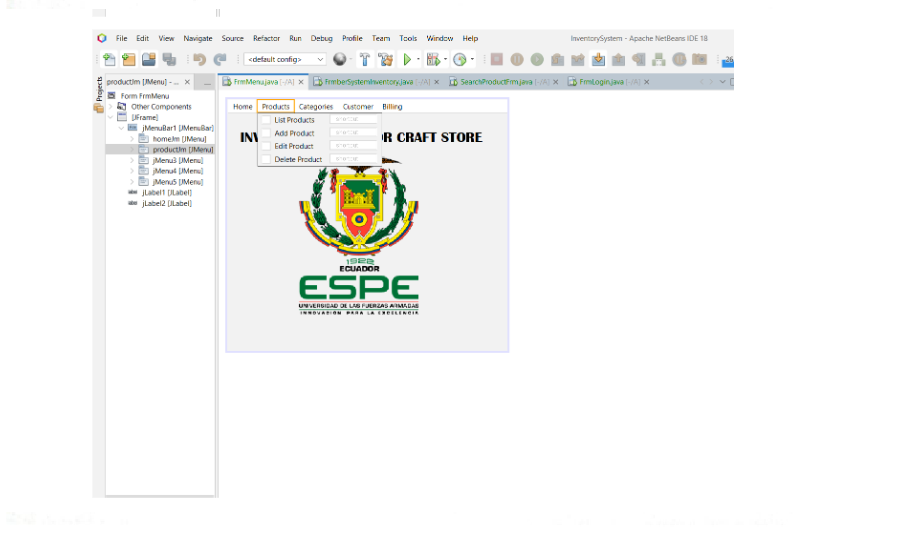 File Edit View Navigate Source Refactor Run Debug Profile Team Tools Window Help InventorySystem - Apache NetBeans IDE 18
<default config>
Projects
productJm [JMenu] - ... × ...
FrmMenu.java [-/A] × FrmberSystemInventory.java [-/A] × SearchProductFrm.java [-/A] × FrmLogin.java [-/A] ×
Form FrmMenu
Other Components
[JFrame]
jMenuBar1 [JMenuBar]
homeJm [JMenu]
productJm [JMenu]
jMenu3 [JMenu]
jMenu4 [JMenu]
jMenu5 [JMenu]
jLabel1 [JLabel]
jLabel2 [JLabel]
Home Products Categories Customer Billing
List Products
Add Product
Edit Product
Delete Product
CRAFT STORE
1922
ECUADOR
ESPE
UNIVERSIDAD DE LAS FUERZAS ARMADAS
INNOVACIÓN PARA LA EXCELENCIA